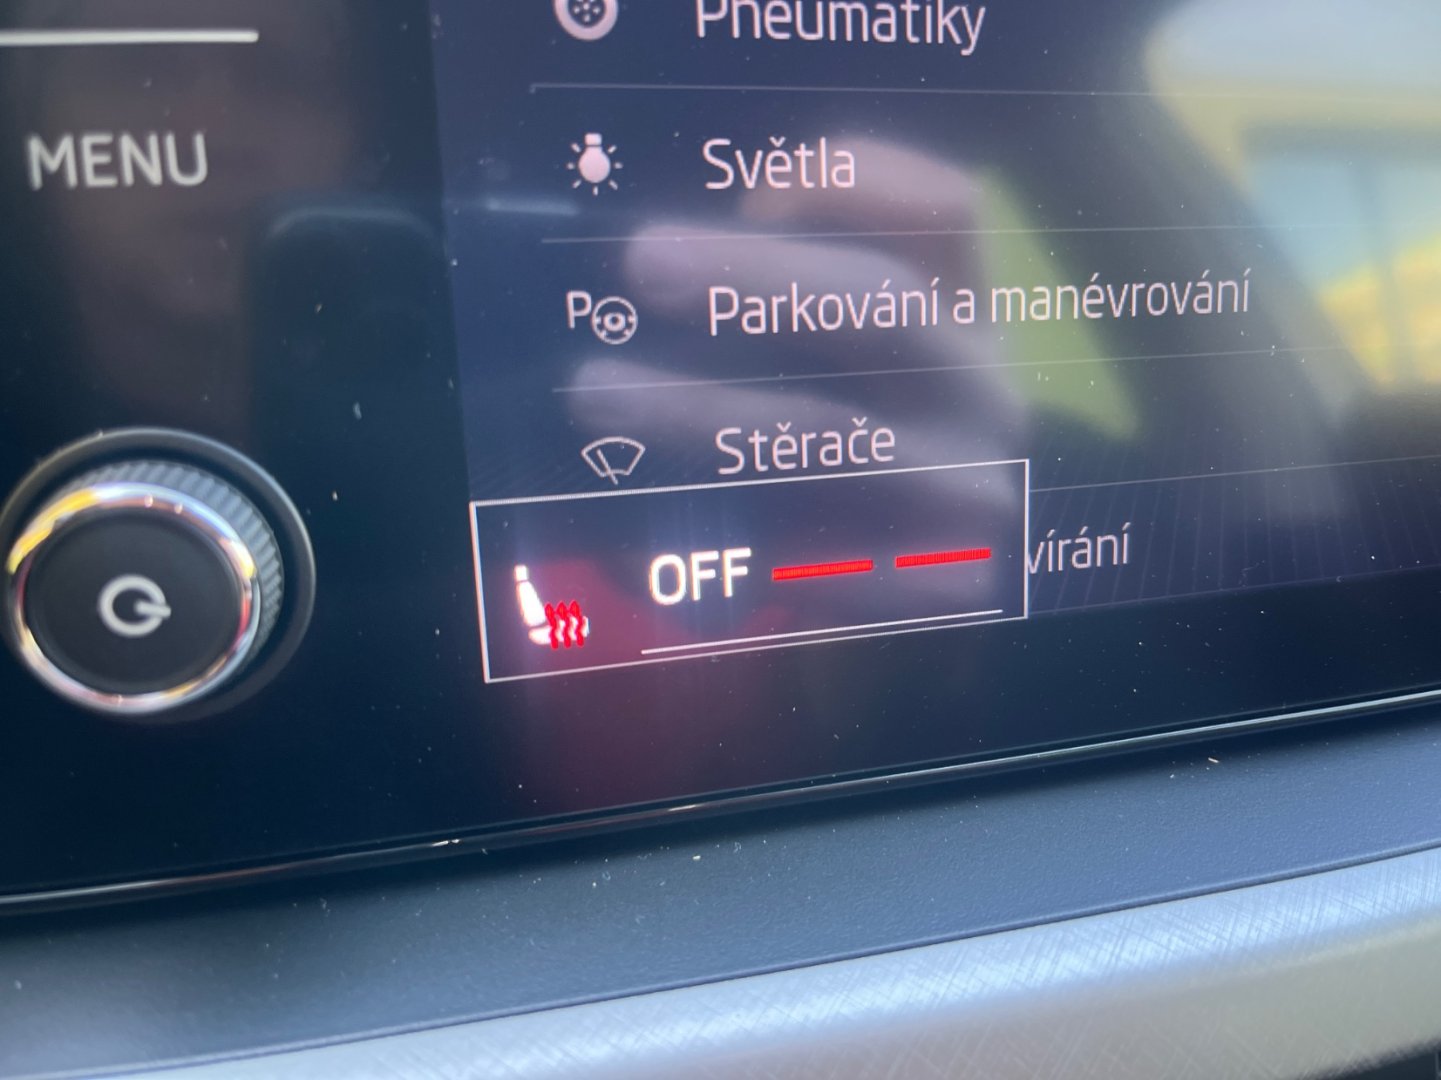 MENU
Pneumatiky
Světla
P
Parkování a manévrování
Stěrače
OFF
vírání